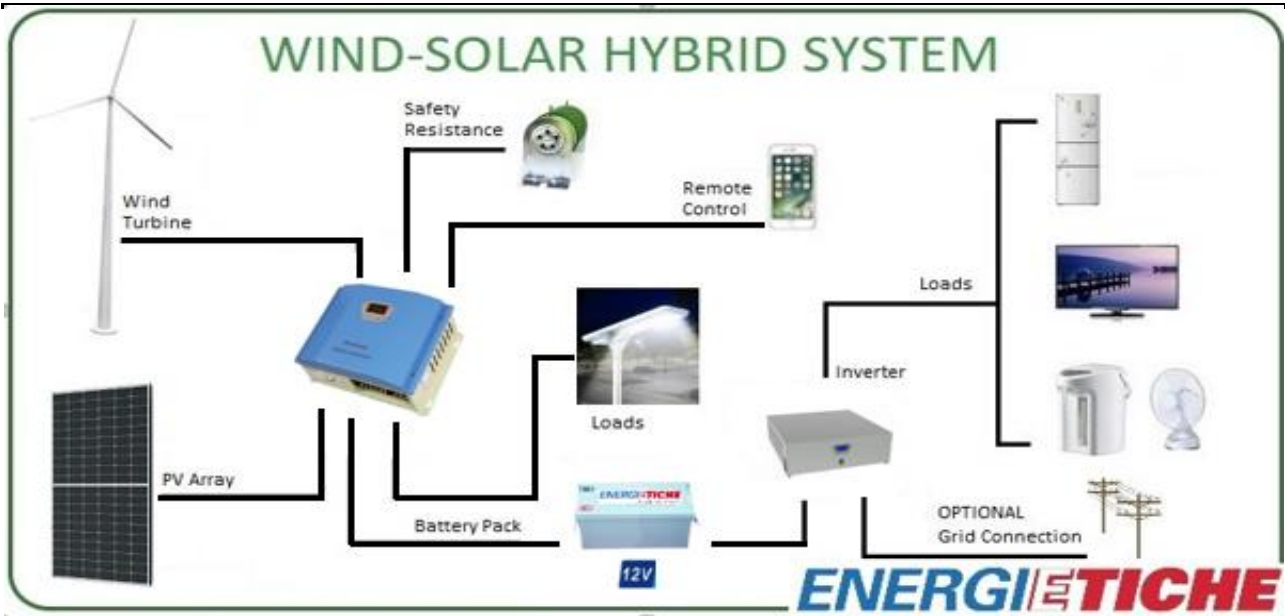 WIND-SOLAR HYBRID SYSTEM
Safety
Resistance
Remote
Control
Wind
Turbine
Loads
Inverter
Loads
PV Array
ENERGIETICHE
Battery Pack
OPTIONAL
Grid Connection
12V
ENERGIETICHE